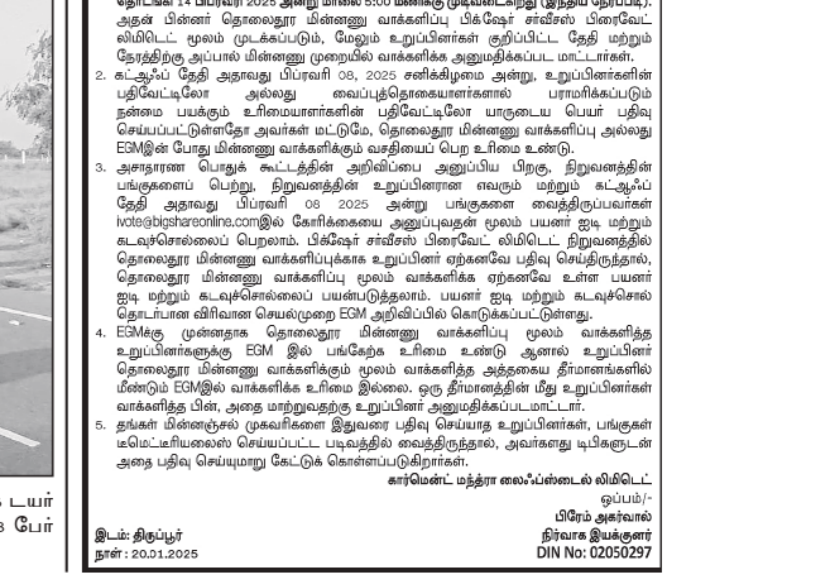 தொடங்கி 14 பிப்ரவரி 2025 அன்று மாலை 5:00 மணிக்கு முடிவடைகிறது (இந்திய நேரப்படி).
அதன் பின்னர் தொலைதூர மின்னணு வாக்களிப்பு பிக்ஷேர் சர்வீசஸ் பிரைவேட்
லிமிடெட் மூலம் முடக்கப்படும், மேலும் உறுப்பினர்கள் குறிப்பிட்ட தேதி மற்றும்
நேரத்திற்கு அப்பால் மின்னணு முறையில் வாக்களிக்க அனுமதிக்கப்பட மாட்டார்கள்.
2. கட்ஆஃப் தேதி அதாவது பிப்ரவரி 08, 2025 சனிக்கிழமை அன்று, உறுப்பினர்களின்
பதிவேட்டிலோ அல்லது வைப்புத்தொகையாளர்களால் பராமரிக்கப்படும்
நன்மை பயக்கும் உரிமையாளர்களின் பதிவேட்டிலோ யாருடைய பெயர் பதிவு
செய்பப்பட்டுள்ளதோ அவர்கள் மட்டுமே, தொலைதூர மின்னணு வாக்களிப்பு அல்லது
EGMஇன் போது மின்னணு வாக்களிக்கும் வசதியைப் பெற உரிமை உண்டு.
3. அசாதாரண பொதுக் கூட்டத்தின் அறிவிப்பை அனுப்பிய பிறகு, நிறுவனத்தின்
பங்குகளைப் பெற்று, நிறுவனத்தின் உறுப்பினரான எவரும் மற்றும் கட்ஆஃப்
தேதி அதாவது பிப்ரவரி 08 2025 அன்று பங்குகளை வைத்திருப்பவர்கள்
ivote@bigshareonline.comஇல் கோரிக்கையை அனுப்புவதன் மூலம் பயனர் ஐடி மற்றும்
கடவுச்சொல்லைப் பெறலாம். பிக்ஷேர் சர்வீசஸ் பிரைவேட் லிமிடெட் நிறுவனத்தில்
தொலைதூர மின்னணு வாக்களிப்புக்காக உறுப்பினர் ஏற்கனவே பதிவு செய்திருந்தால்,
தொலைதூர மின்னணு வாக்களிப்பு மூலம் வாக்களிக்க ஏற்கனவே உள்ள பயனர்
ஐடி மற்றும் கடவுச்சொல்லைப் பயன்படுத்தலாம். பயனர் ஐடி மற்றும் கடவுச்சொல்
தொடர்பான விரிவான செயல்முறை EGM அறிவிப்பில் கொடுக்கப்பட்டுள்ளது.
4. EGMக்கு முன்னதாக தொலைதூர மின்னணு வாக்களிப்பு மூலம் வாக்களித்த
உறுப்பினர்களுக்கு EGM இல் பங்கேற்க உரிமை உண்டு ஆனால் உறுப்பினர்
தொலைதூர மின்னணு வாக்களிக்கும் மூலம் வாக்களித்த அத்தகைய தீர்மானங்களில்
மீண்டும் EGMஇல் வாக்களிக்க உரிமை இல்லை. ஒரு தீர்மானத்தின் மீது உறுப்பினர்கள்
வாக்களித்த பின், அதை மாற்றுவதற்கு உறுப்பினர் அனுமதிக்கப்படமாட்டார்.
5. தங்கள் மின்னஞ்சல் முகவரிகளை இதுவரை பதிவு செய்யாத உறுப்பினர்கள், பங்குகள்
டீமெட்டீரியலைஸ் செய்யப்பட்ட படிவத்தில் வைத்திருந்தால், அவர்களது டிபிகளுடன்
அதை பதிவு செய்யுமாறு கேட்டுக் கொள்ளப்படுகிறார்கள்.
கார்மென்ட் மந்த்ரா லைஃப்ஸ்டைல் லிமிடெட்
ஒப்பம்/-
பிரேம் அகர்வால்
இடம்: திருப்பூர் நிர்வாக இயக்குனர்
நாள் : 20.01.2025 DIN No: 02050297
டயர்
பேர்